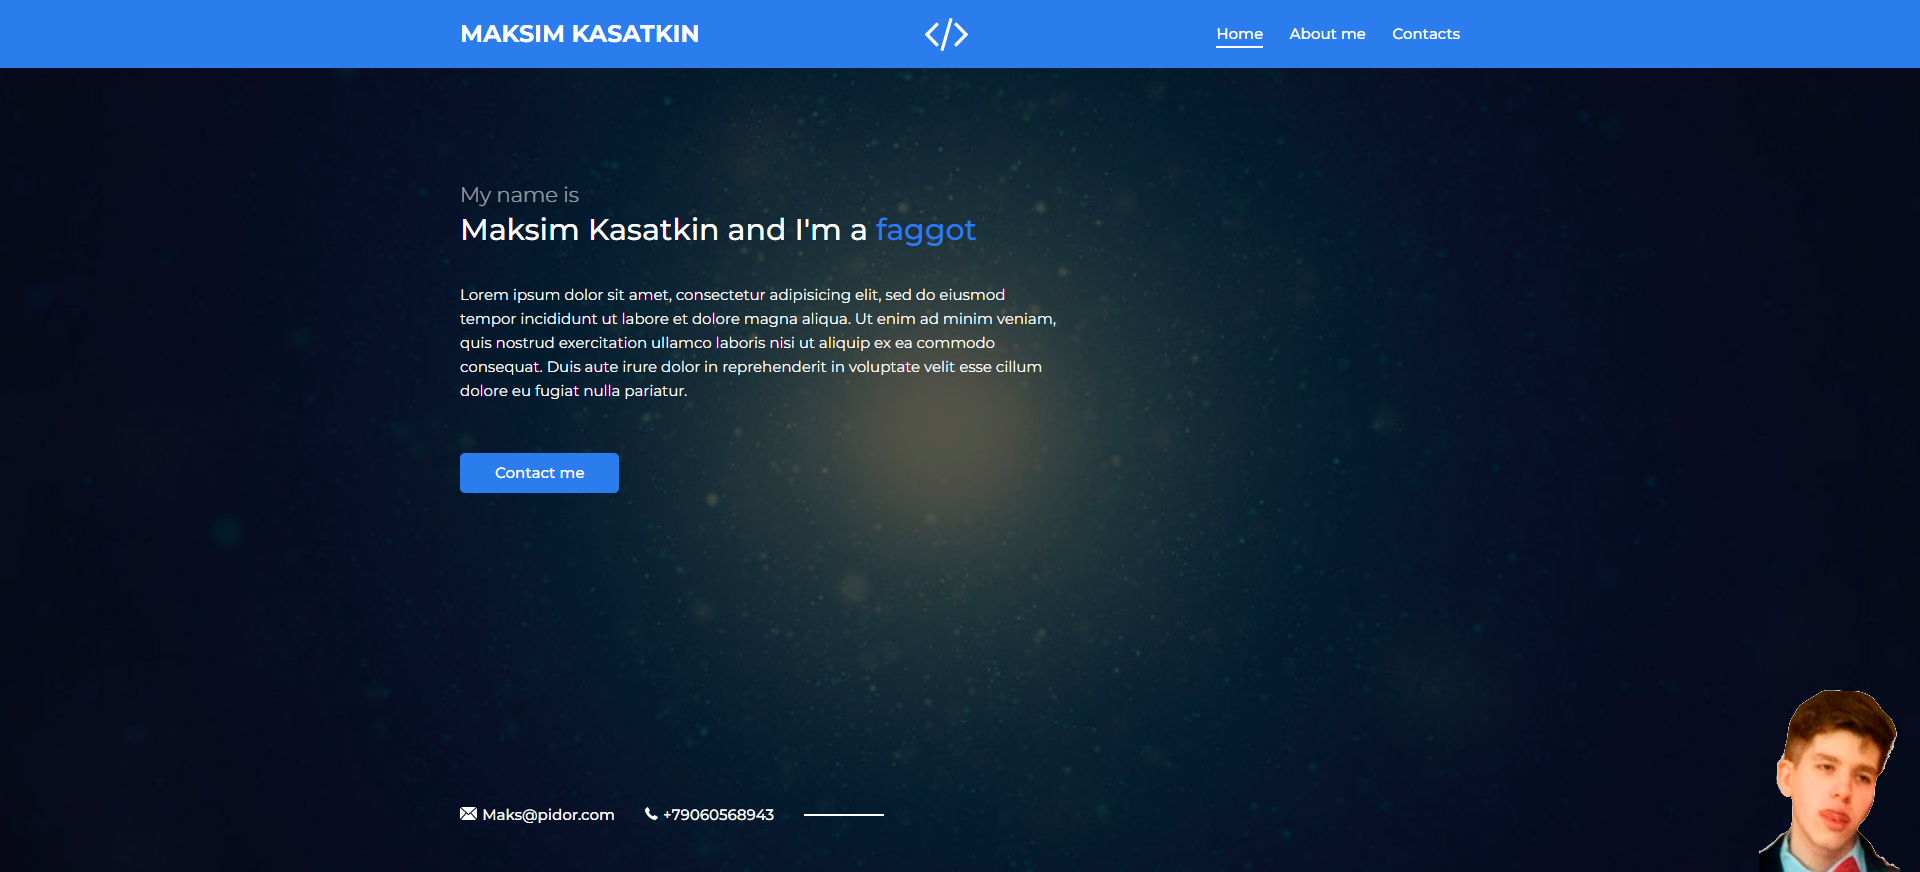 MAKSIM KASATKIN
</>
Home About me Contacts
My name is
Maksim Kasatkin and I'm a faggot
Lorem ipsum dolor sit amet, consectetur adipisicing elit, sed do eiusmod
tempor incididunt ut labore et dolore magna aliqua. Ut enim ad minim veniam,
quis nostrud exercitation ullamco laboris nisi ut aliquip ex ea commodo
consequat. Duis aute irure dolor in reprehenderit in voluptate velit esse cillum
dolore eu fugiat nulla pariatur.
Contact me
Maks@pidor.com +79060568943